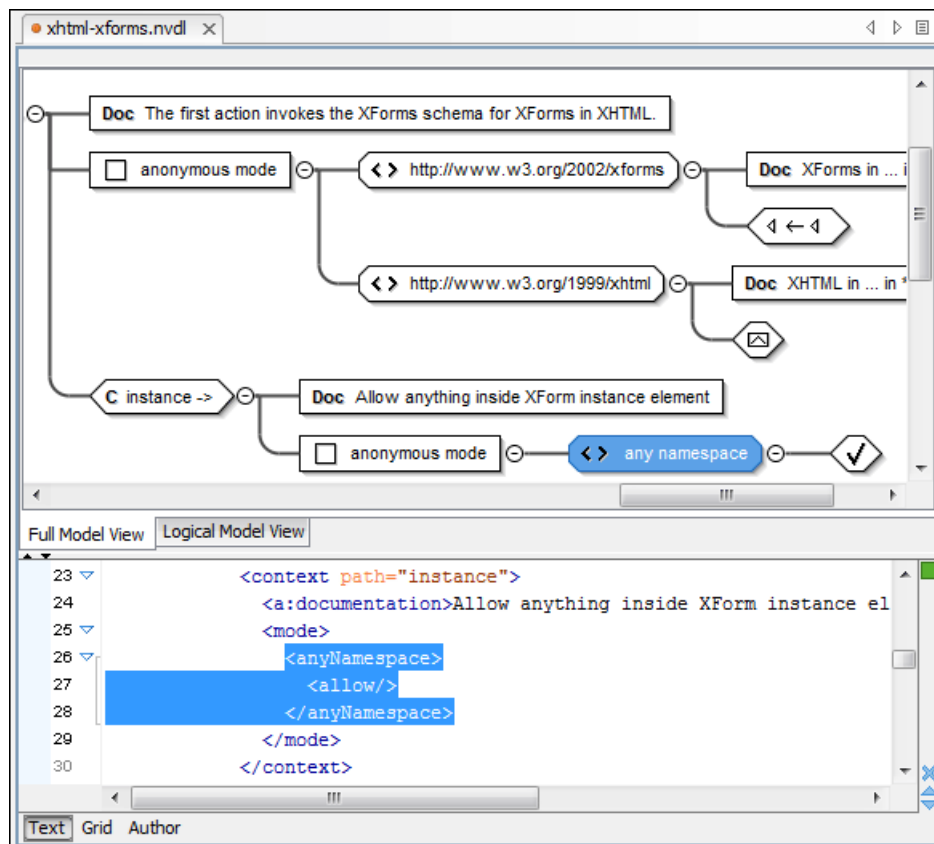 xhtml-xforms.nvdl
Doc The first action invokes the XForms schema for XForms in XHTML.
anonymous mode
< > http://www.w3.org/2002/xforms
Doc XForms in ... i
< > http://www.w3.org/1999/xhtml
Doc XHTML in ... in *
C instance ->
Doc Allow anything inside XForm instance element
anonymous mode
< > any namespace
Full Model View Logical Model View
23 <context path="instance">
24 <a:documentation>Allow anything inside XForm instance el
25 <mode>
26 <anyNamespace>
27 <allow/>
28 </anyNamespace>
29 </mode>
30 </context>
Text Grid Author